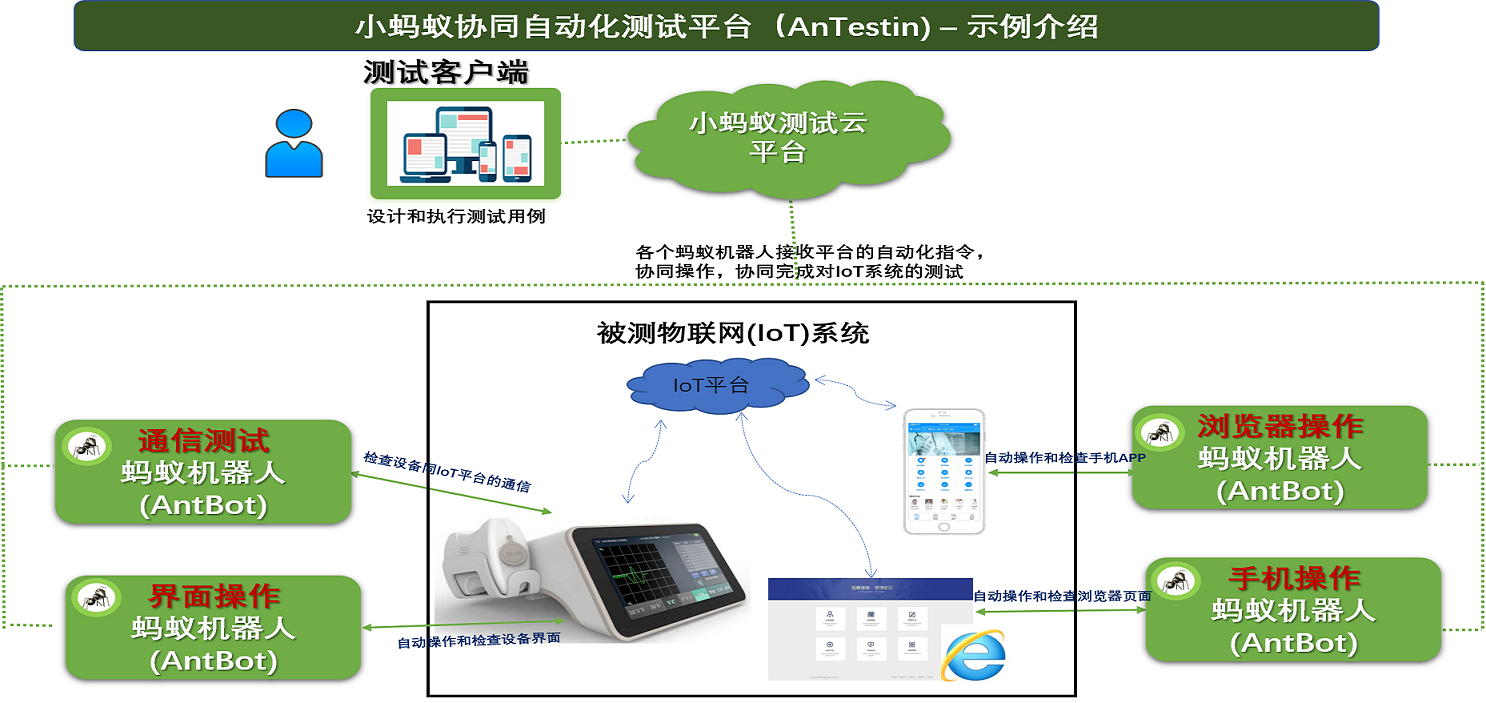 小蚂蚁协同自动化测试平台（AnTestin) – 示例介绍
测试客户端
小蚂蚁测试云
平台
设计和执行测试用例
各个蚂蚁机器人接收平台的自动化指令，
协同操作，协同完成对IoT系统的测试
被测物联网(IoT)系统
IoT平台
通信测试
蚂蚁机器人
(AntBot)
检查设备同IoT平台的通信
界面操作
蚂蚁机器人
(AntBot)
自动操作和检查设备界面
MVV MV VC
浏览器操作
蚂蚁机器人
(AntBot)
自动操作和检查手机APP
手机操作
蚂蚁机器人
(AntBot)
自动操作和检查浏览器页面